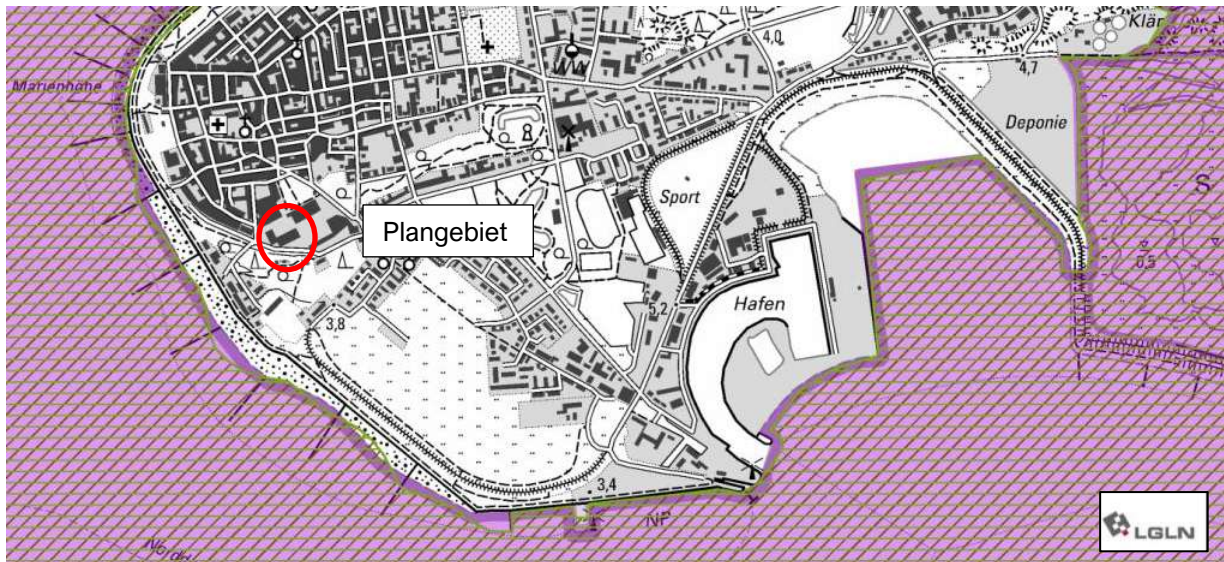 Klär
4,0
4,7
Marienhöhe
Deponie
Sport
S
Plangebiet
0,5
Hafen
5,2
3,8
3,4
NP
LGLN